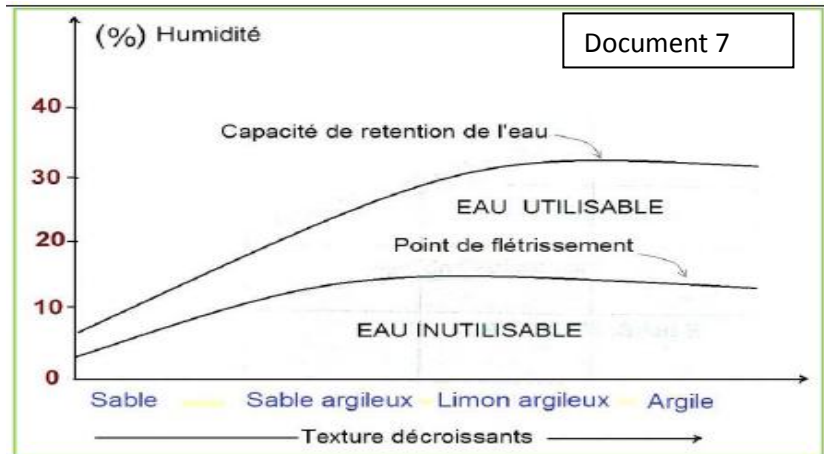 (%) Humidité
Document 7
40
Capacité de retention de l'eau
30
EAU UTILISABLE
20
Point de flétrissement
10
EAU INUTILISABLE
0
Sable Sable argileux Limon argileux Argile
Texture décroissants